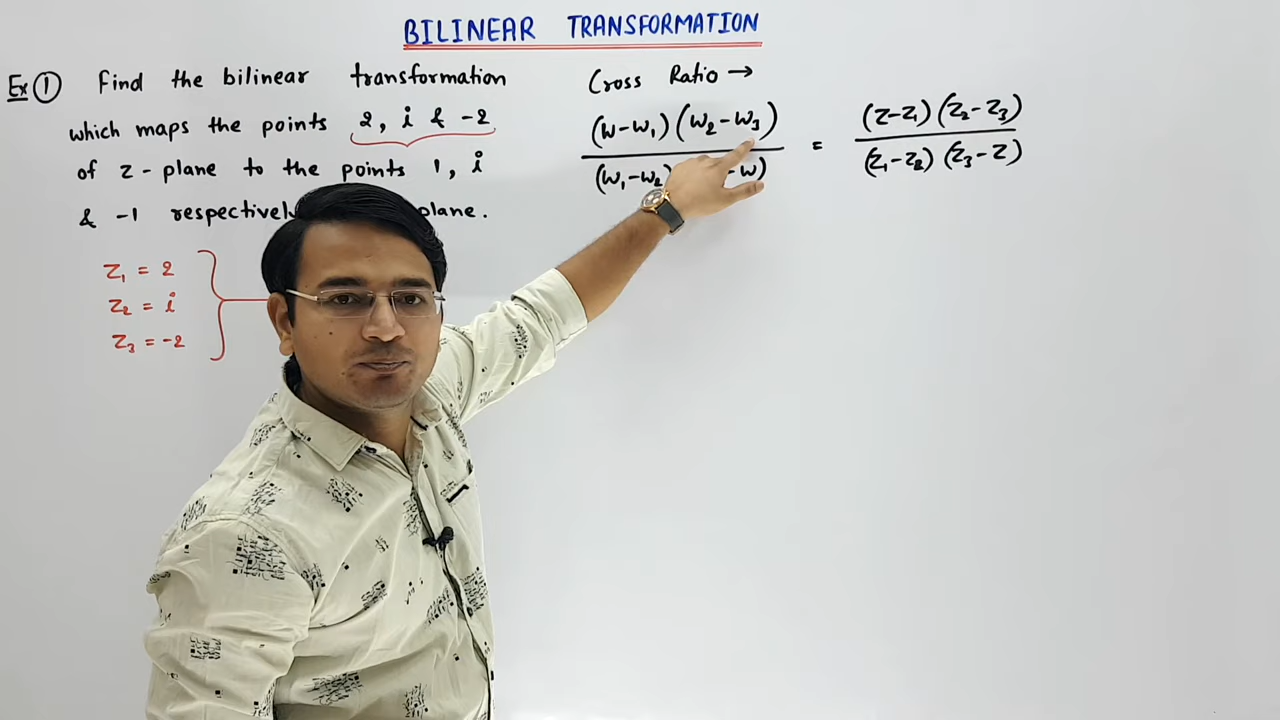 BILINEAR TRANSFORMATION
Ex ① Find the bilinear transformation
which maps the points 2, i & -2
of z-plane to the points 1, i
& -1 respectivel plane.
z₁ = 2
z₂ = i
z₃ = -2
Cross Ratio →
(w-w₁)(w₂-w₃)
(w₁-w₂) -w)
=
(z-z₁)(z₂-z₃)
(z₁-z₂)(z₃-z)